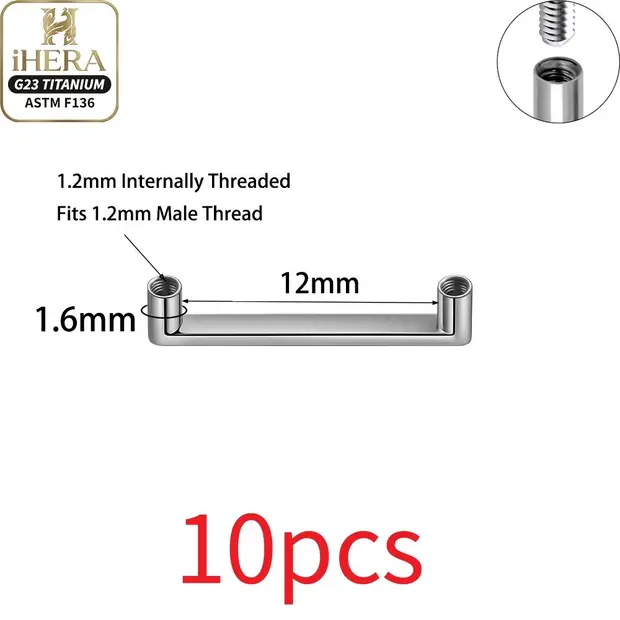 iHERA
G23 TITANIUM
ASTM F136
1.2mm Internally Threaded
Fits 1.2mm Male Thread
12mm
1.6mm
10pcs